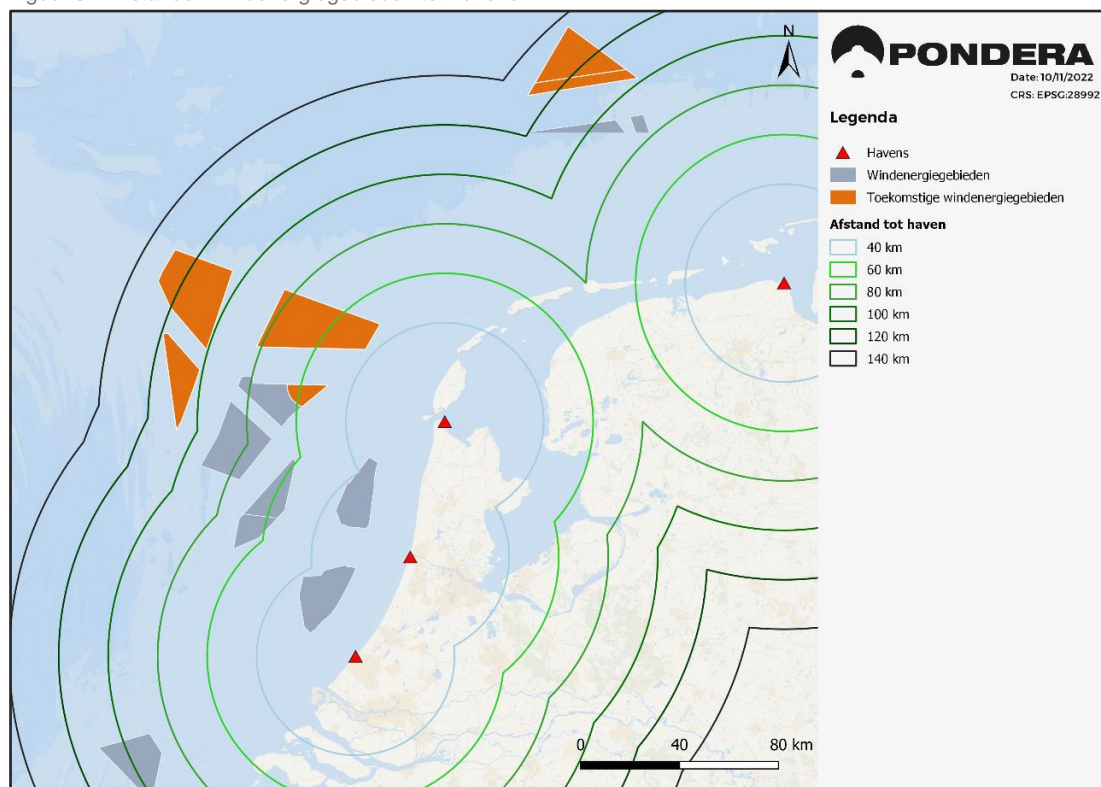 N
PONDERA
Date: 10/11/2022
CRS: EPSG:28992
Legenda
Havens
Windenergiegebieden
Toekomstige windenergiegebieden
Afstand tot haven
40 km
60 km
80 km
100 km
120 km
140 km
0 40 80 km